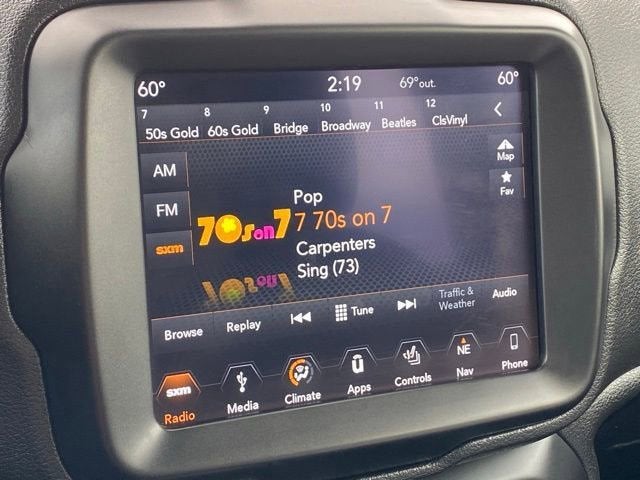 60° 2:19 69°out. 60°
7 8 9 10 11 12
50s Gold 60s Gold Bridge Broadway Beatles ClsVinyl
AM
Map
FM
Fav
sxm
70s on 7
Pop
7 70s on 7
Carpenters
Sing (73)
Browse Replay Tune Traffic & Weather Audio
sxm NE
Radio Media Climate Apps Controls Nav Phone